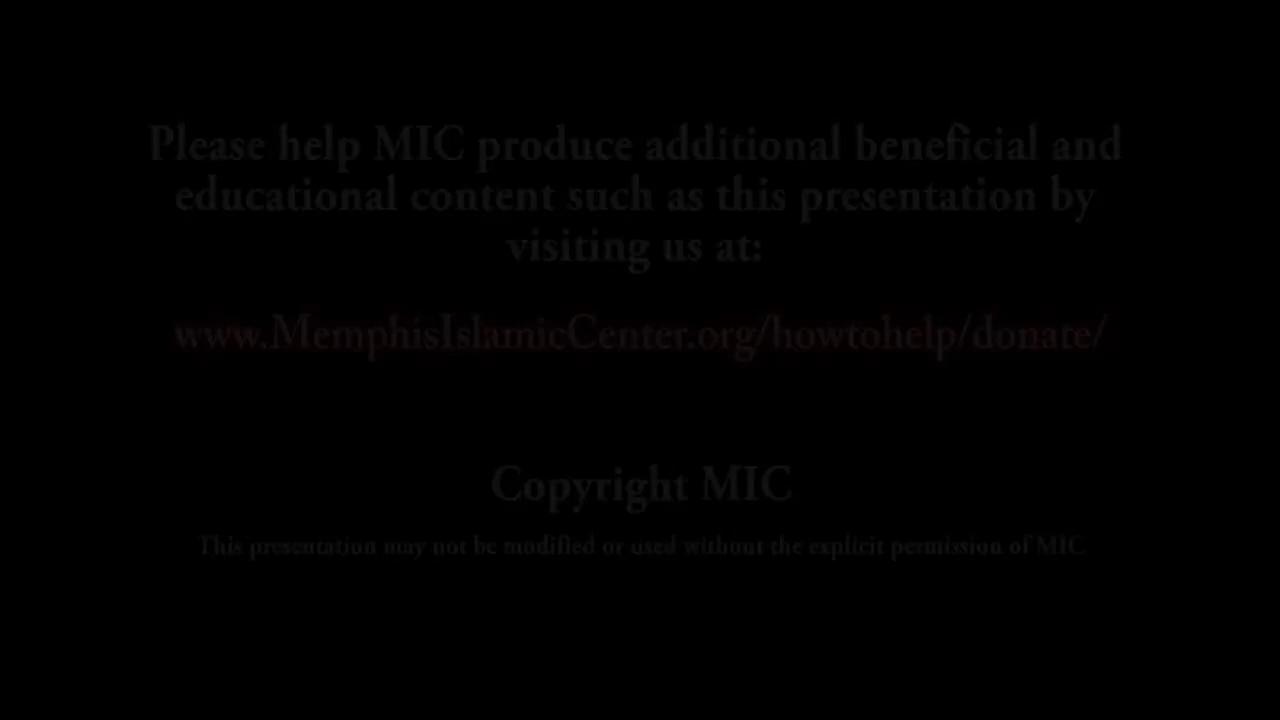 Please help MIC produce additional beneficial and
educational content such as this presentation by
visiting us at:
www.MemphisIslamicCenter.org/howtohelp/donate/
Copyright MIC
This presentation may not be modified or used without the explicit permission of MIC